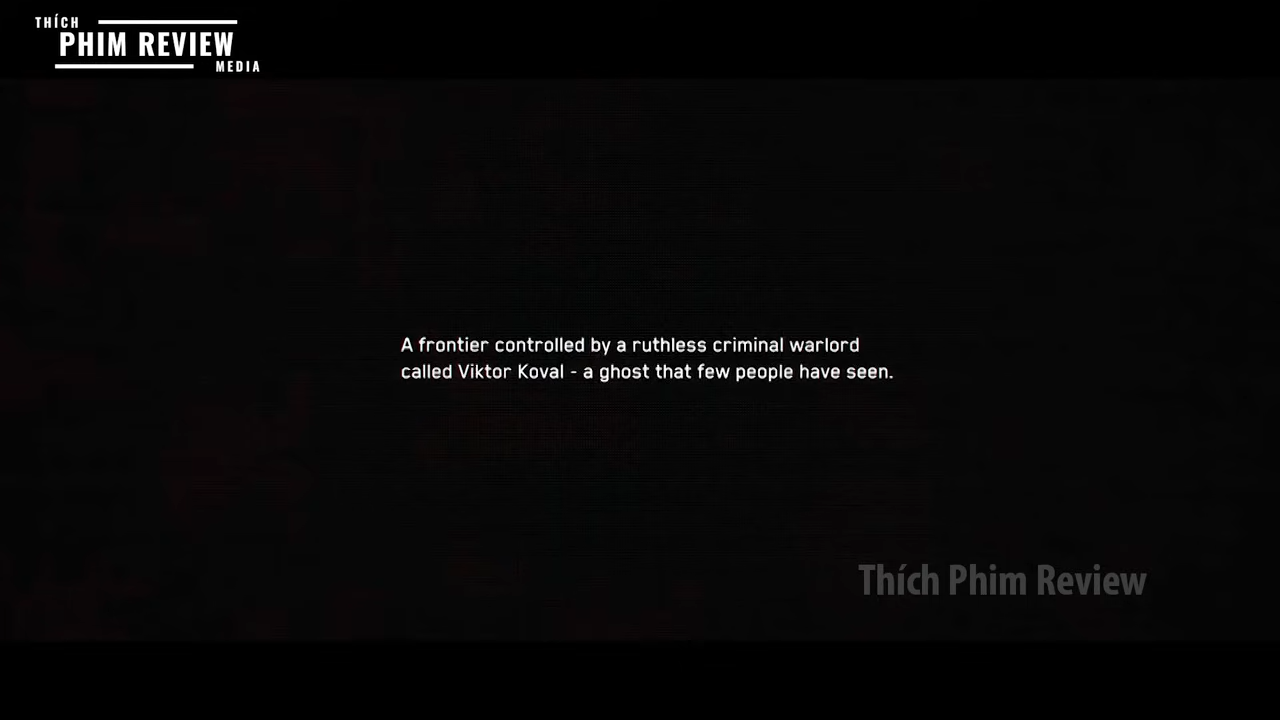 THÍCH
PHIM REVIEW
MEDIA
A frontier controlled by a ruthless criminal warlord
called Viktor Koval - a ghost that few people have seen.
Thích Phim Review